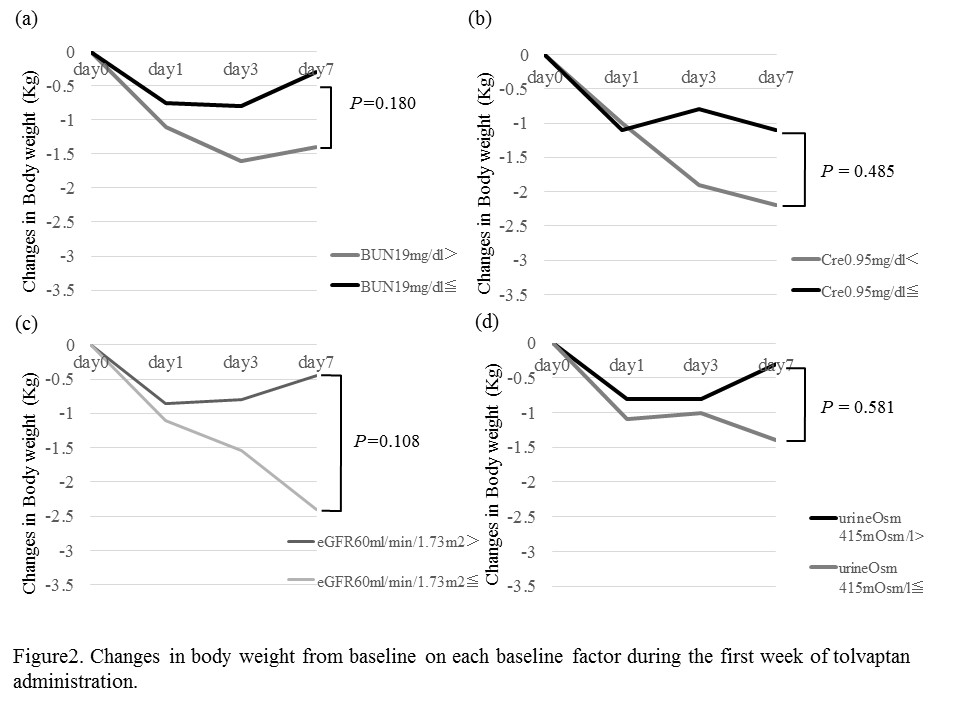 (a)
Changes in Body weight (Kg)
0
-0.5
-1
-1.5
-2
-2.5
-3
-3.5
day0 day1 day3 day7
P=0.180
BUN19mg/dl＞
BUN19mg/dl≦
(b)
Changes in Body weight (Kg)
0
-0.5
-1
-1.5
-2
-2.5
-3
-3.5
day0 day1 day3 day7
P = 0.485
Cre0.95mg/dl＜
Cre0.95mg/dl≦
(c)
Changes in Body weight (Kg)
0
-0.5
-1
-1.5
-2
-2.5
-3
-3.5
day0 day1 day3 day7
P=0.108
eGFR60ml/min/1.73m2＞
eGFR60ml/min/1.73m2≦
(d)
Changes in Body weight (Kg)
0
-0.5
-1
-1.5
-2
-2.5
-3
-3.5
day0 day1 day3 day7
P = 0.581
urineOsm
415mOsm/l>
urineOsm
415mOsm/l≦
Figure2. Changes in body weight from baseline on each baseline factor during the first week of tolvaptan
administration.